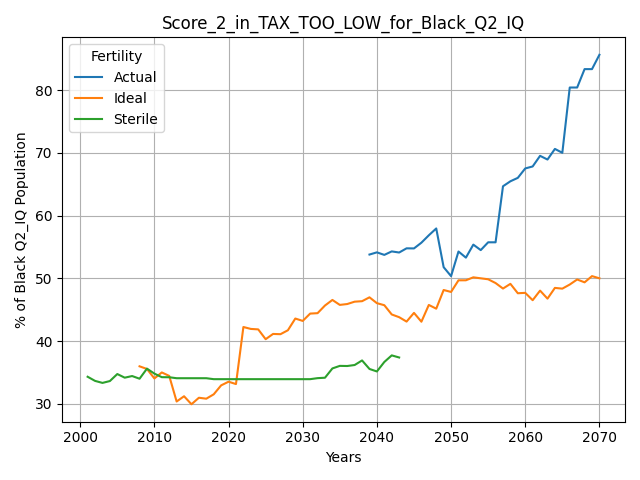 Score_2_in_TAX_TOO_LOW_for_Black_Q2_IQ
Fertility
Actual
Ideal
Sterile
% of Black Q2_IQ Population
80
70
60
50
40
30
2000 2010 2020 2030 2040 2050 2060 2070
Years